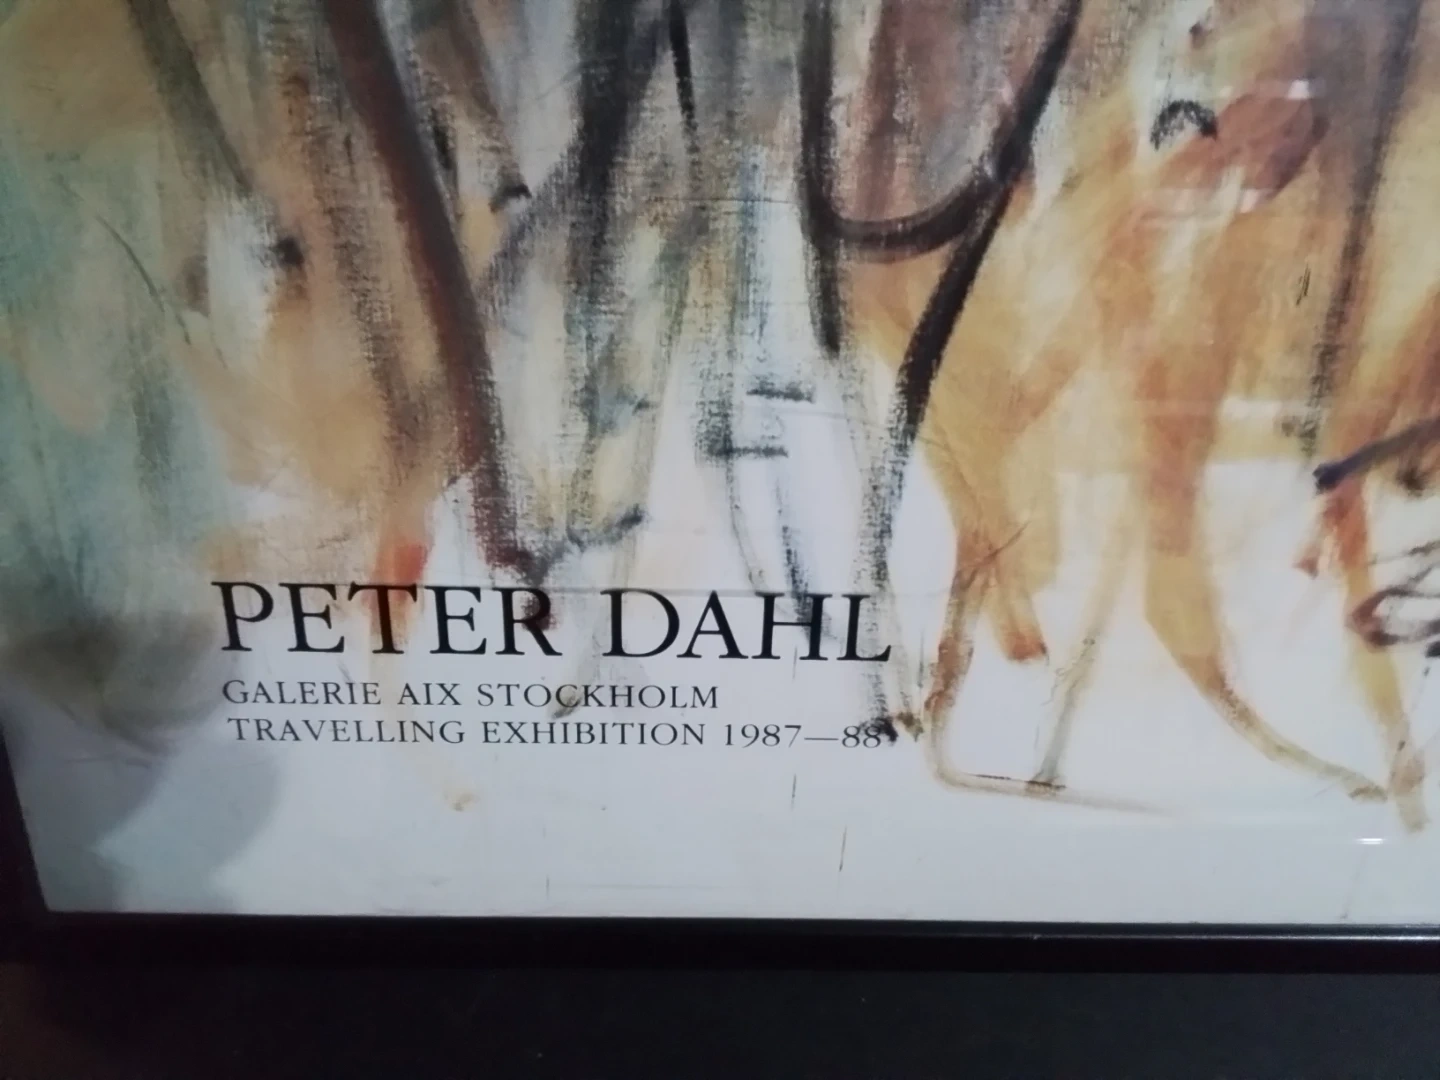 PETER DAHL
GALERIE AIX STOCKHOLM
TRAVELLING EXHIBITION 1987—88